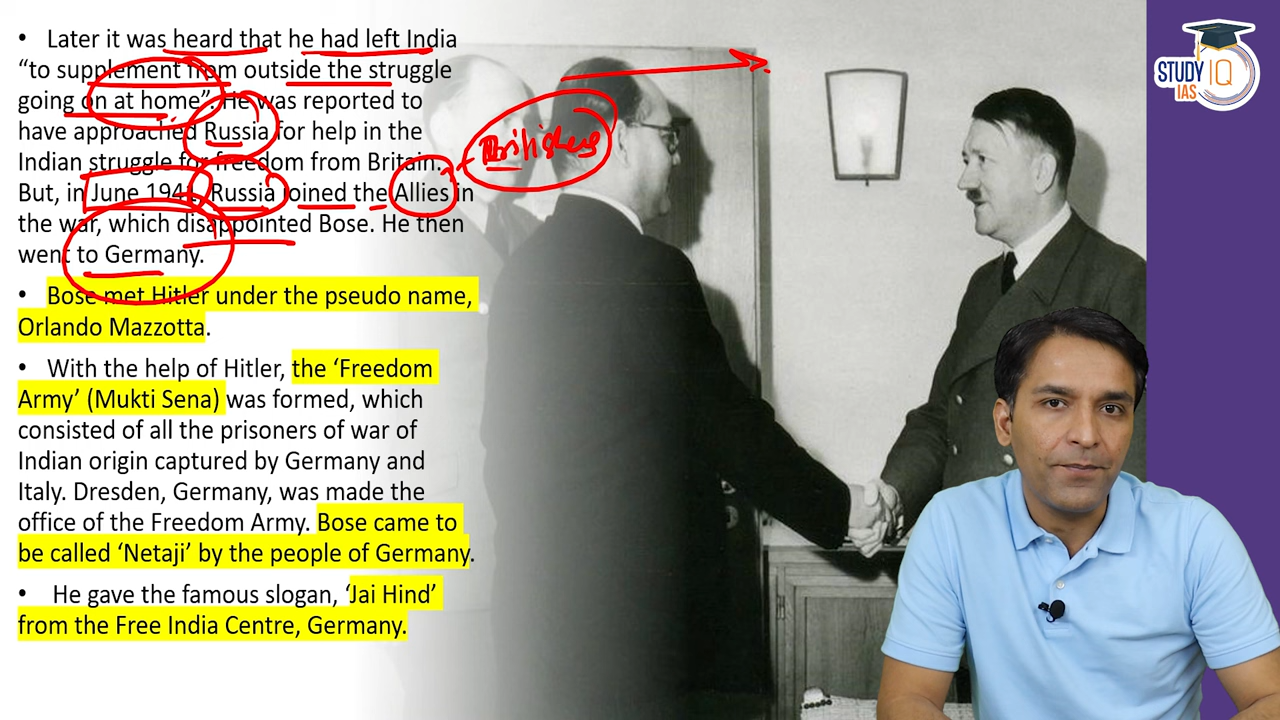 • Later it was heard that he had left India
“to supplement from outside the struggle
going on at home”. He was reported to
have approached Russia for help in the
Indian struggle for freedom from Britain.
But, in June 1941, Russia joined the Allies in
the war, which disappointed Bose. He then
went to Germany.
• Bose met Hitler under the pseudo name,
Orlando Mazzotta.
• With the help of Hitler, the ‘Freedom
Army’ (Mukti Sena) was formed, which
consisted of all the prisoners of war of
Indian origin captured by Germany and
Italy. Dresden, Germany, was made the
office of the Freedom Army. Bose came to
be called ‘Netaji’ by the people of Germany.
• He gave the famous slogan, ‘Jai Hind’
from the Free India Centre, Germany.
STUDY IQ
IAS